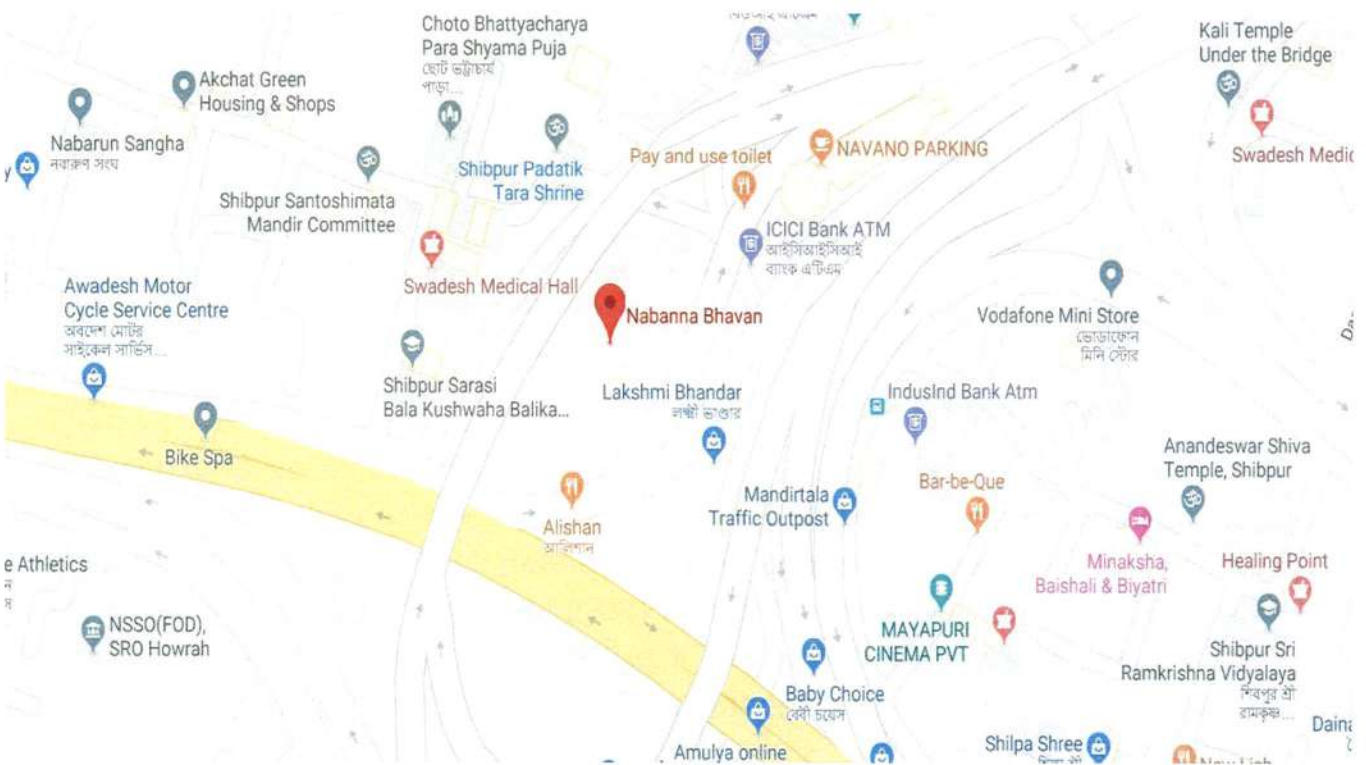 Choto Bhattyacharya
Para Shyama Puja
ছোট ভট্টাচার্য
পাড়া...
Kali Temple
Under the Bridge
Akchat Green
Housing & Shops
Nabarun Sangha
নবারুণ সংঘ
Shibpur Padatik
Tara Shrine
Pay and use toilet
NAVANO PARKING
Swadesh Medic
Shibpur Santoshimata
Mandir Committee
ICICI Bank ATM
আইসিআইসিআই
ব্যাংক এটিএম
Swadesh Medical Hall
Awadesh Motor
Cycle Service Centre
অবদেশ মোটর
সাইকেল সার্ভিস...
Nabanna Bhavan
Vodafone Mini Store
ভোডাফোন
মিনি স্টোর
Shibpur Sarasi
Bala Kushwaha Balika...
Lakshmi Bhandar
লক্ষ্মী ভাণ্ডার
IndusInd Bank Atm
Bike Spa
Anandeswar Shiva
Temple, Shibpur
Bar-be-Que
Mandirtala
Traffic Outpost
Alishan
আলিশান
e Athletics
Minaksha,
Baishali & Biyatri
Healing Point
NSSO(FOD),
SRO Howrah
MAYAPURI
CINEMA PVT
Shibpur Sri
Ramkrishna Vidyalaya
শিবপুর শ্রী
রামকৃষ্ণ...
Baby Choice
বেবী চয়েস
Amulya online
Shilpa Shree
Daina